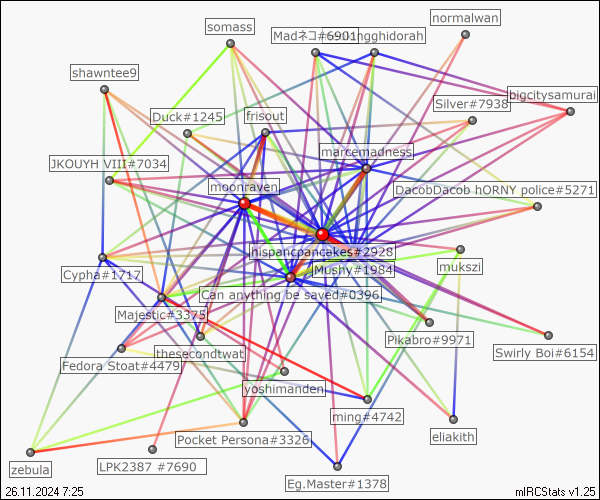 normalwan
somass
Madネコ#6901
ghidorah
shawntee9
bigcitysamurai
Silver#7938
Duck#1245
frisout
marcemadness
JKOUYH VIII#7034
moonraven
DacobDacob hORNY police#5271
hispancpancakes#2928
Mushy#1984
mukszi
Cypha#1717
Can anything be saved#0396
Majestic#3375
Pikabro#9971
thesecondtwat
Swirly Boi#6154
Fedora Stoat#4479
yoshimanden
ming#4742
Pocket Persona#3326
eliakith
zebula
LPK2387 #7690
Eg.Master#1378
26.11.2024 7:25
mIRCStats v1.25